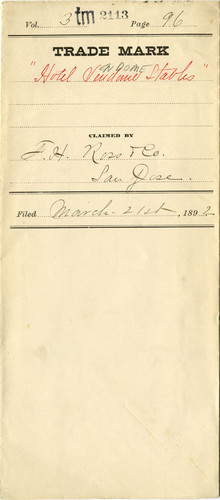 Vol. 3 tm 2113 Page 96
TRADE MARK
NDOME
"Hotel Vendome Stables"
CLAIMED BY
F. H. Ross & Co.
San Jose.
Filed March 21st, 1892